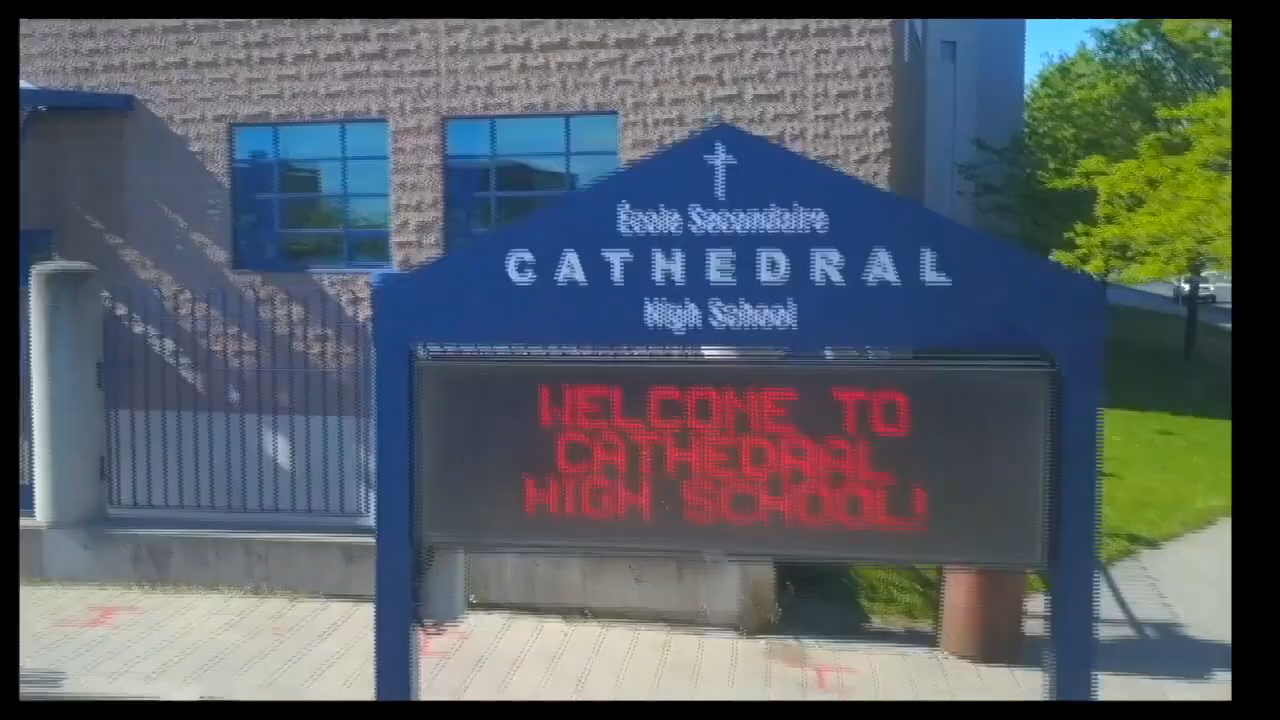 École Secondaire
CATHEDRAL
High School
WELCOME TO
CATHEDRAL
HIGH SCHOOL!